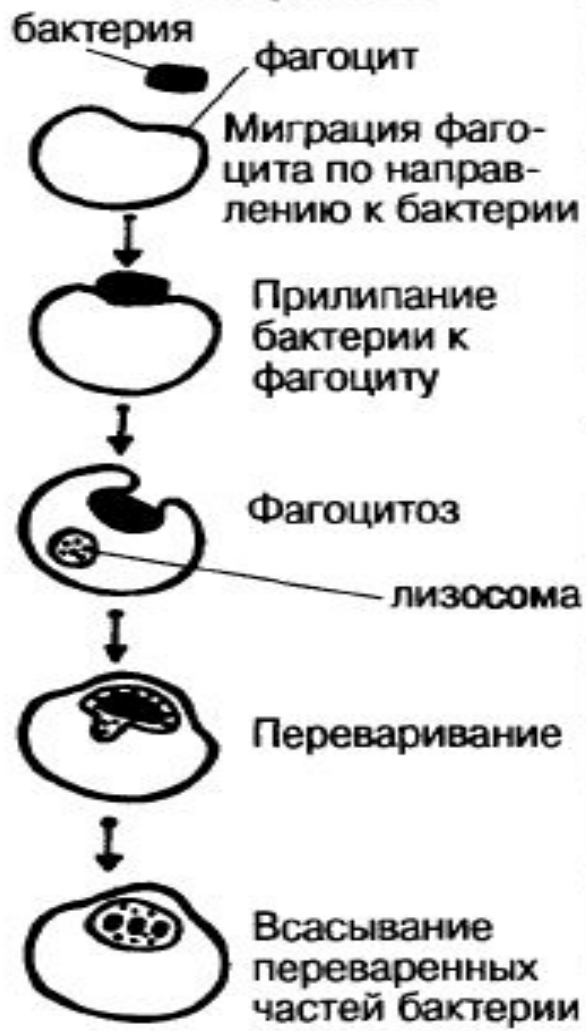 бактерия
фагоцит
Миграция фаго-
цита по направ-
лению к бактерии
Прилипание
бактерии к
фагоциту
Фагоцитоз
лизосома
Переваривание
Всасывание
переваренных
частей бактерии